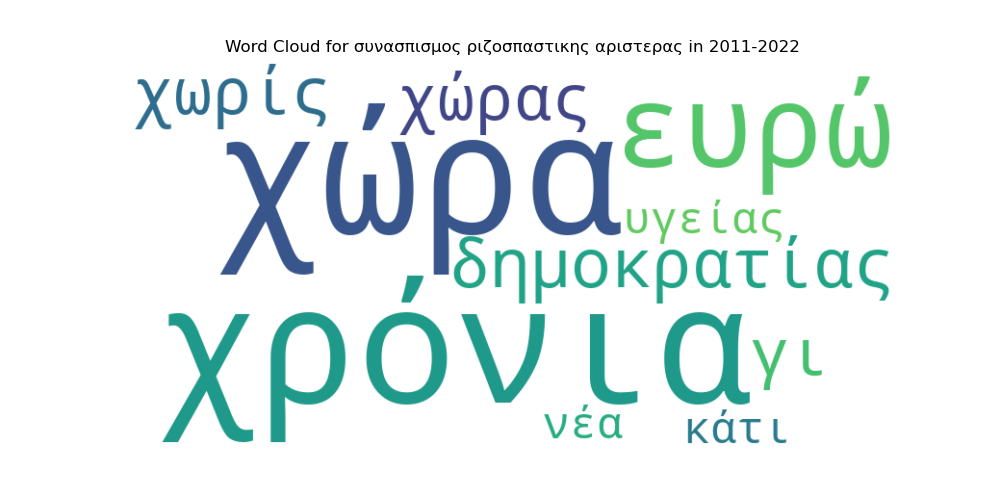 Word Cloud for συνασπισμος ριζοσπαστικης αριστερας in 2011-2022
χωρίς
χώρας
ευρώ
χώρα
υγείας
δημοκρατίας
χρόνια
γι
νέα
κάτι